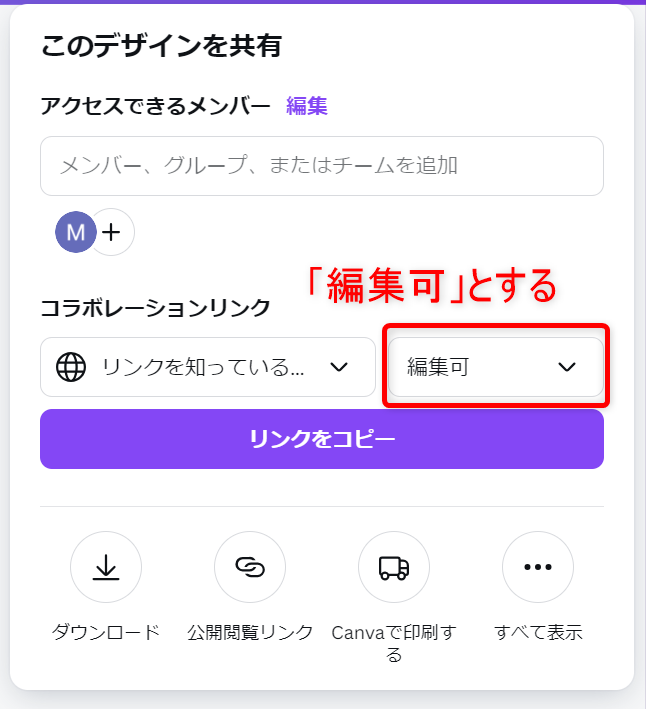 このデザインを共有
アクセスできるメンバー 編集
メンバー、グループ、またはチームを追加
M
「編集可」とする
コラボレーションリンク
リンクを知っている... 編集可
リンクをコピー
ダウンロード 公開閲覧リンク Canvaで印刷す すべて表示
る